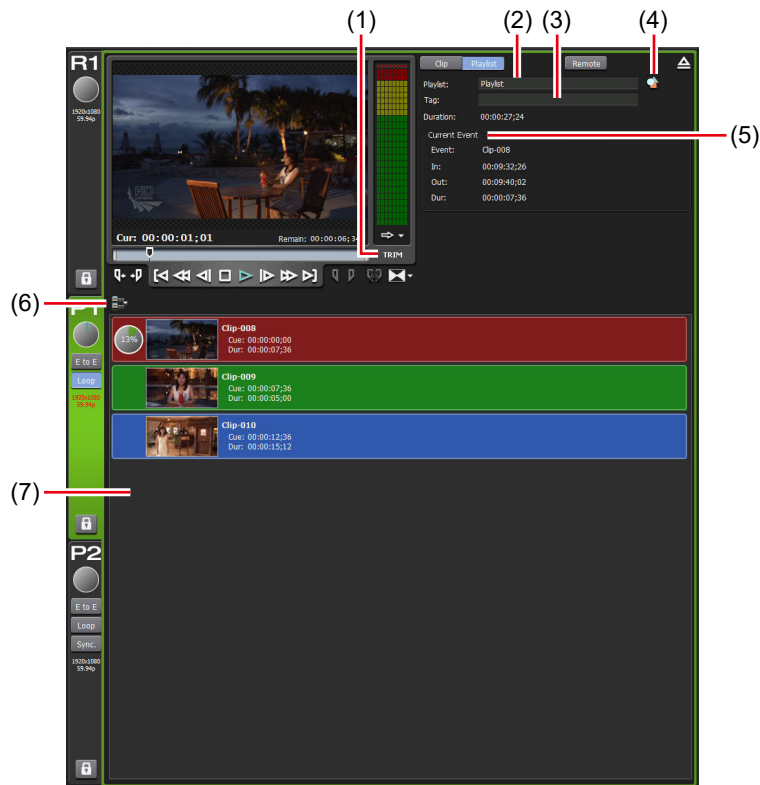 (1) (2) (3) (4)
R1
1920x1080
59.94p
Clip Playlist Remote
Playlist: Playlist
Tag:
Duration: 00:00:27;24
Current Event
(5)
Event: Clip-008
In: 00:09:32;26
Out: 00:09:40;02
Dur: 00:00:07;36
HD
Cur: 00:00:01;01 Remain: 00:00:06;3
TRIM
(6)
P1
E to E
Loop
1920x1080
59.94p
13%
Clip-008
Cue: 00:00:00;00
Dur: 00:00:07;36
Clip-009
Cue: 00:00:07;36
Dur: 00:00:05;00
Clip-010
Cue: 00:00:12;36
Dur: 00:00:15;12
(7)
P2
E to E
Loop
Sync.
1920x1080
59.94p